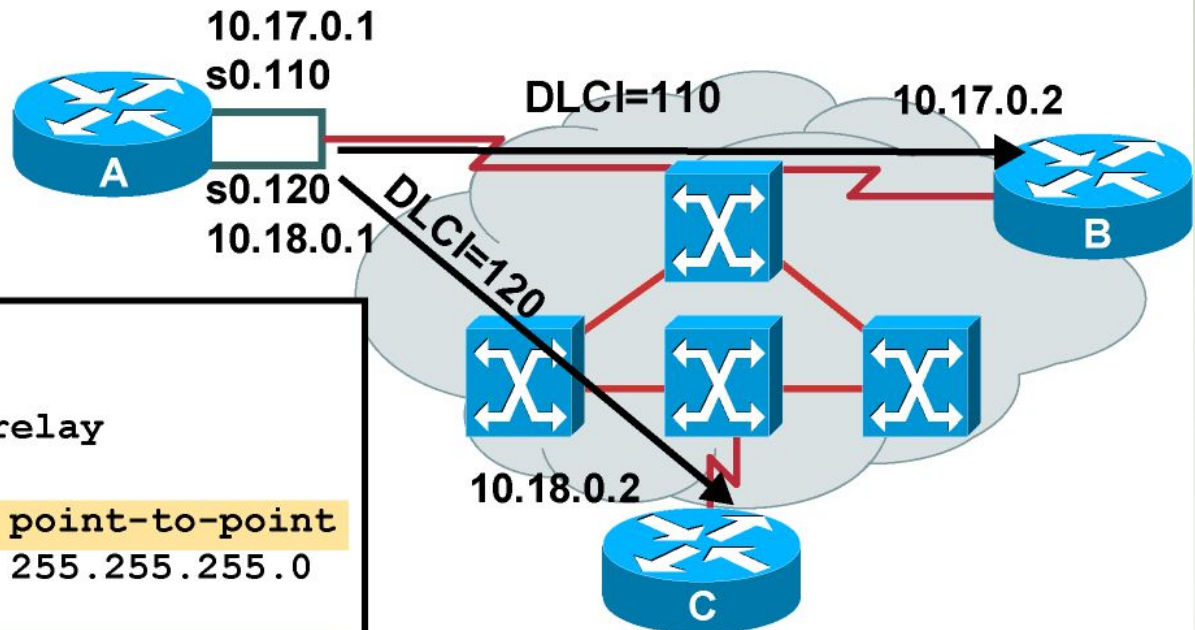 10.17.0.1
s0.110
DLCI=110
10.17.0.2
A
s0.120
10.18.0.1
DLCI=120
B
relay
point-to-point
255.255.255.0
10.18.0.2
C